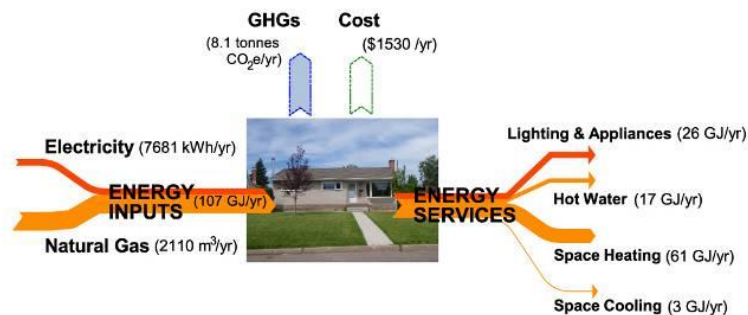 GHGs
(8.1 tonnes
CO₂e/yr)
Cost
($1530 /yr)
Electricity (7681 kWh/yr)
ENERGY
INPUTS
(107 GJ/yr)
Natural Gas (2110 m³/yr)
ENERGY
SERVICES
Lighting & Appliances (26 GJ/yr)
Hot Water (17 GJ/yr)
Space Heating (61 GJ/yr)
Space Cooling (3 GJ/yr)